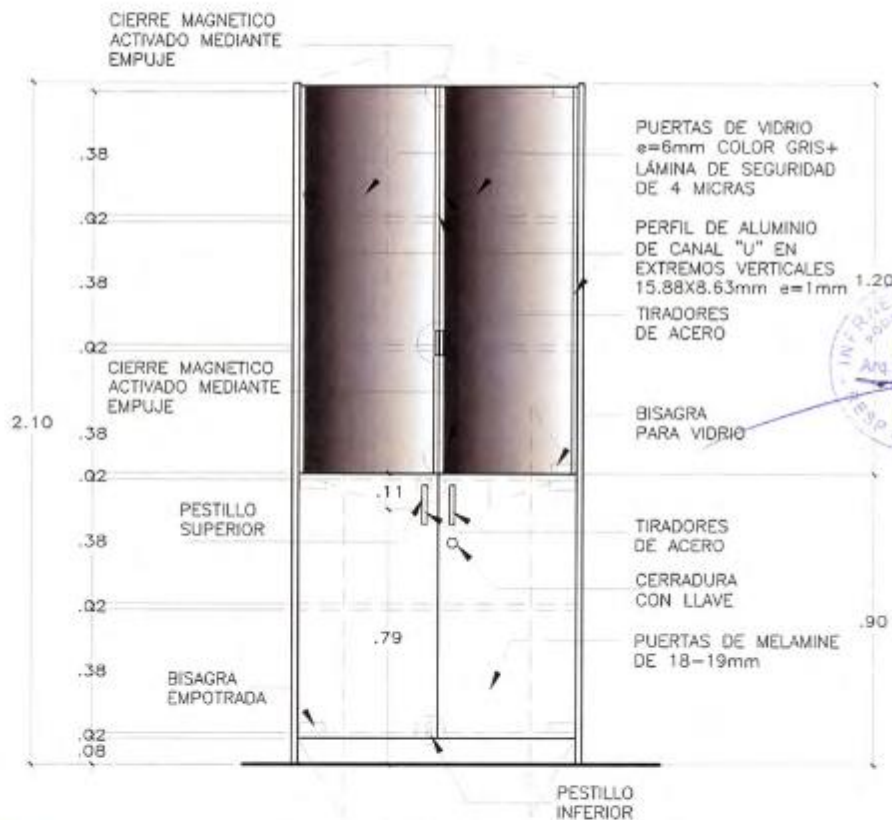 CIERRE MAGNETICO
ACTIVADO MEDIANTE
EMPUJE
.38
.02
.38
.02
.38
.02
.38
.02
.38
.02
.08
2.10
CIERRE MAGNETICO
ACTIVADO MEDIANTE
EMPUJE
PESTILLO
SUPERIOR
BISAGRA
EMPOTRADA
.11
.79
PUERTAS DE VIDRIO
e=6mm COLOR GRIS+
LÁMINA DE SEGURIDAD
DE 4 MICRAS
PERFIL DE ALUMINIO
DE CANAL "U" EN
EXTREMOS VERTICALES
15.88X8.63mm e=1mm
TIRADORES
DE ACERO
BISAGRA
PARA VIDRIO
TIRADORES
DE ACERO
CERRADURA
CON LLAVE
PUERTAS DE MELAMINE
DE 18-19mm
PESTILLO
INFERIOR
1.20
.90
Arq.
RESP